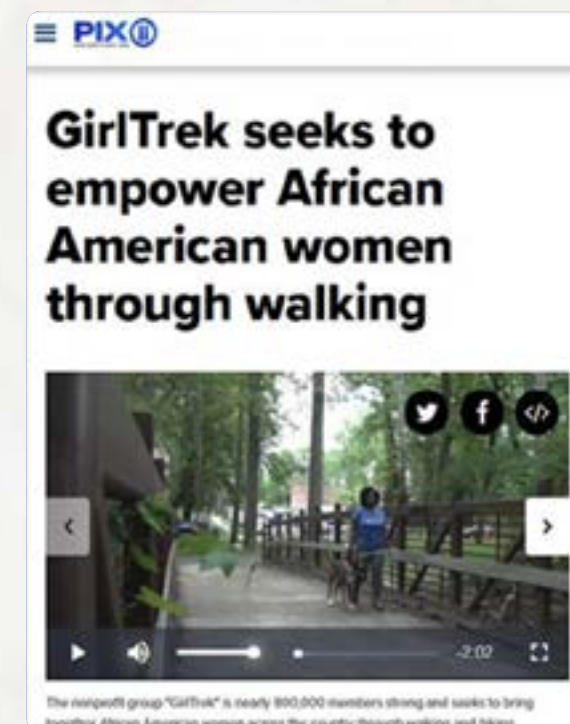 PIX11
GirlTrek seeks to
empower African
American women
through walking
-2:02
The nonprofit group "GirlTrek" is nearly 800,000 members strong and seeks to bring
together African American women across the country through walking and hiking.